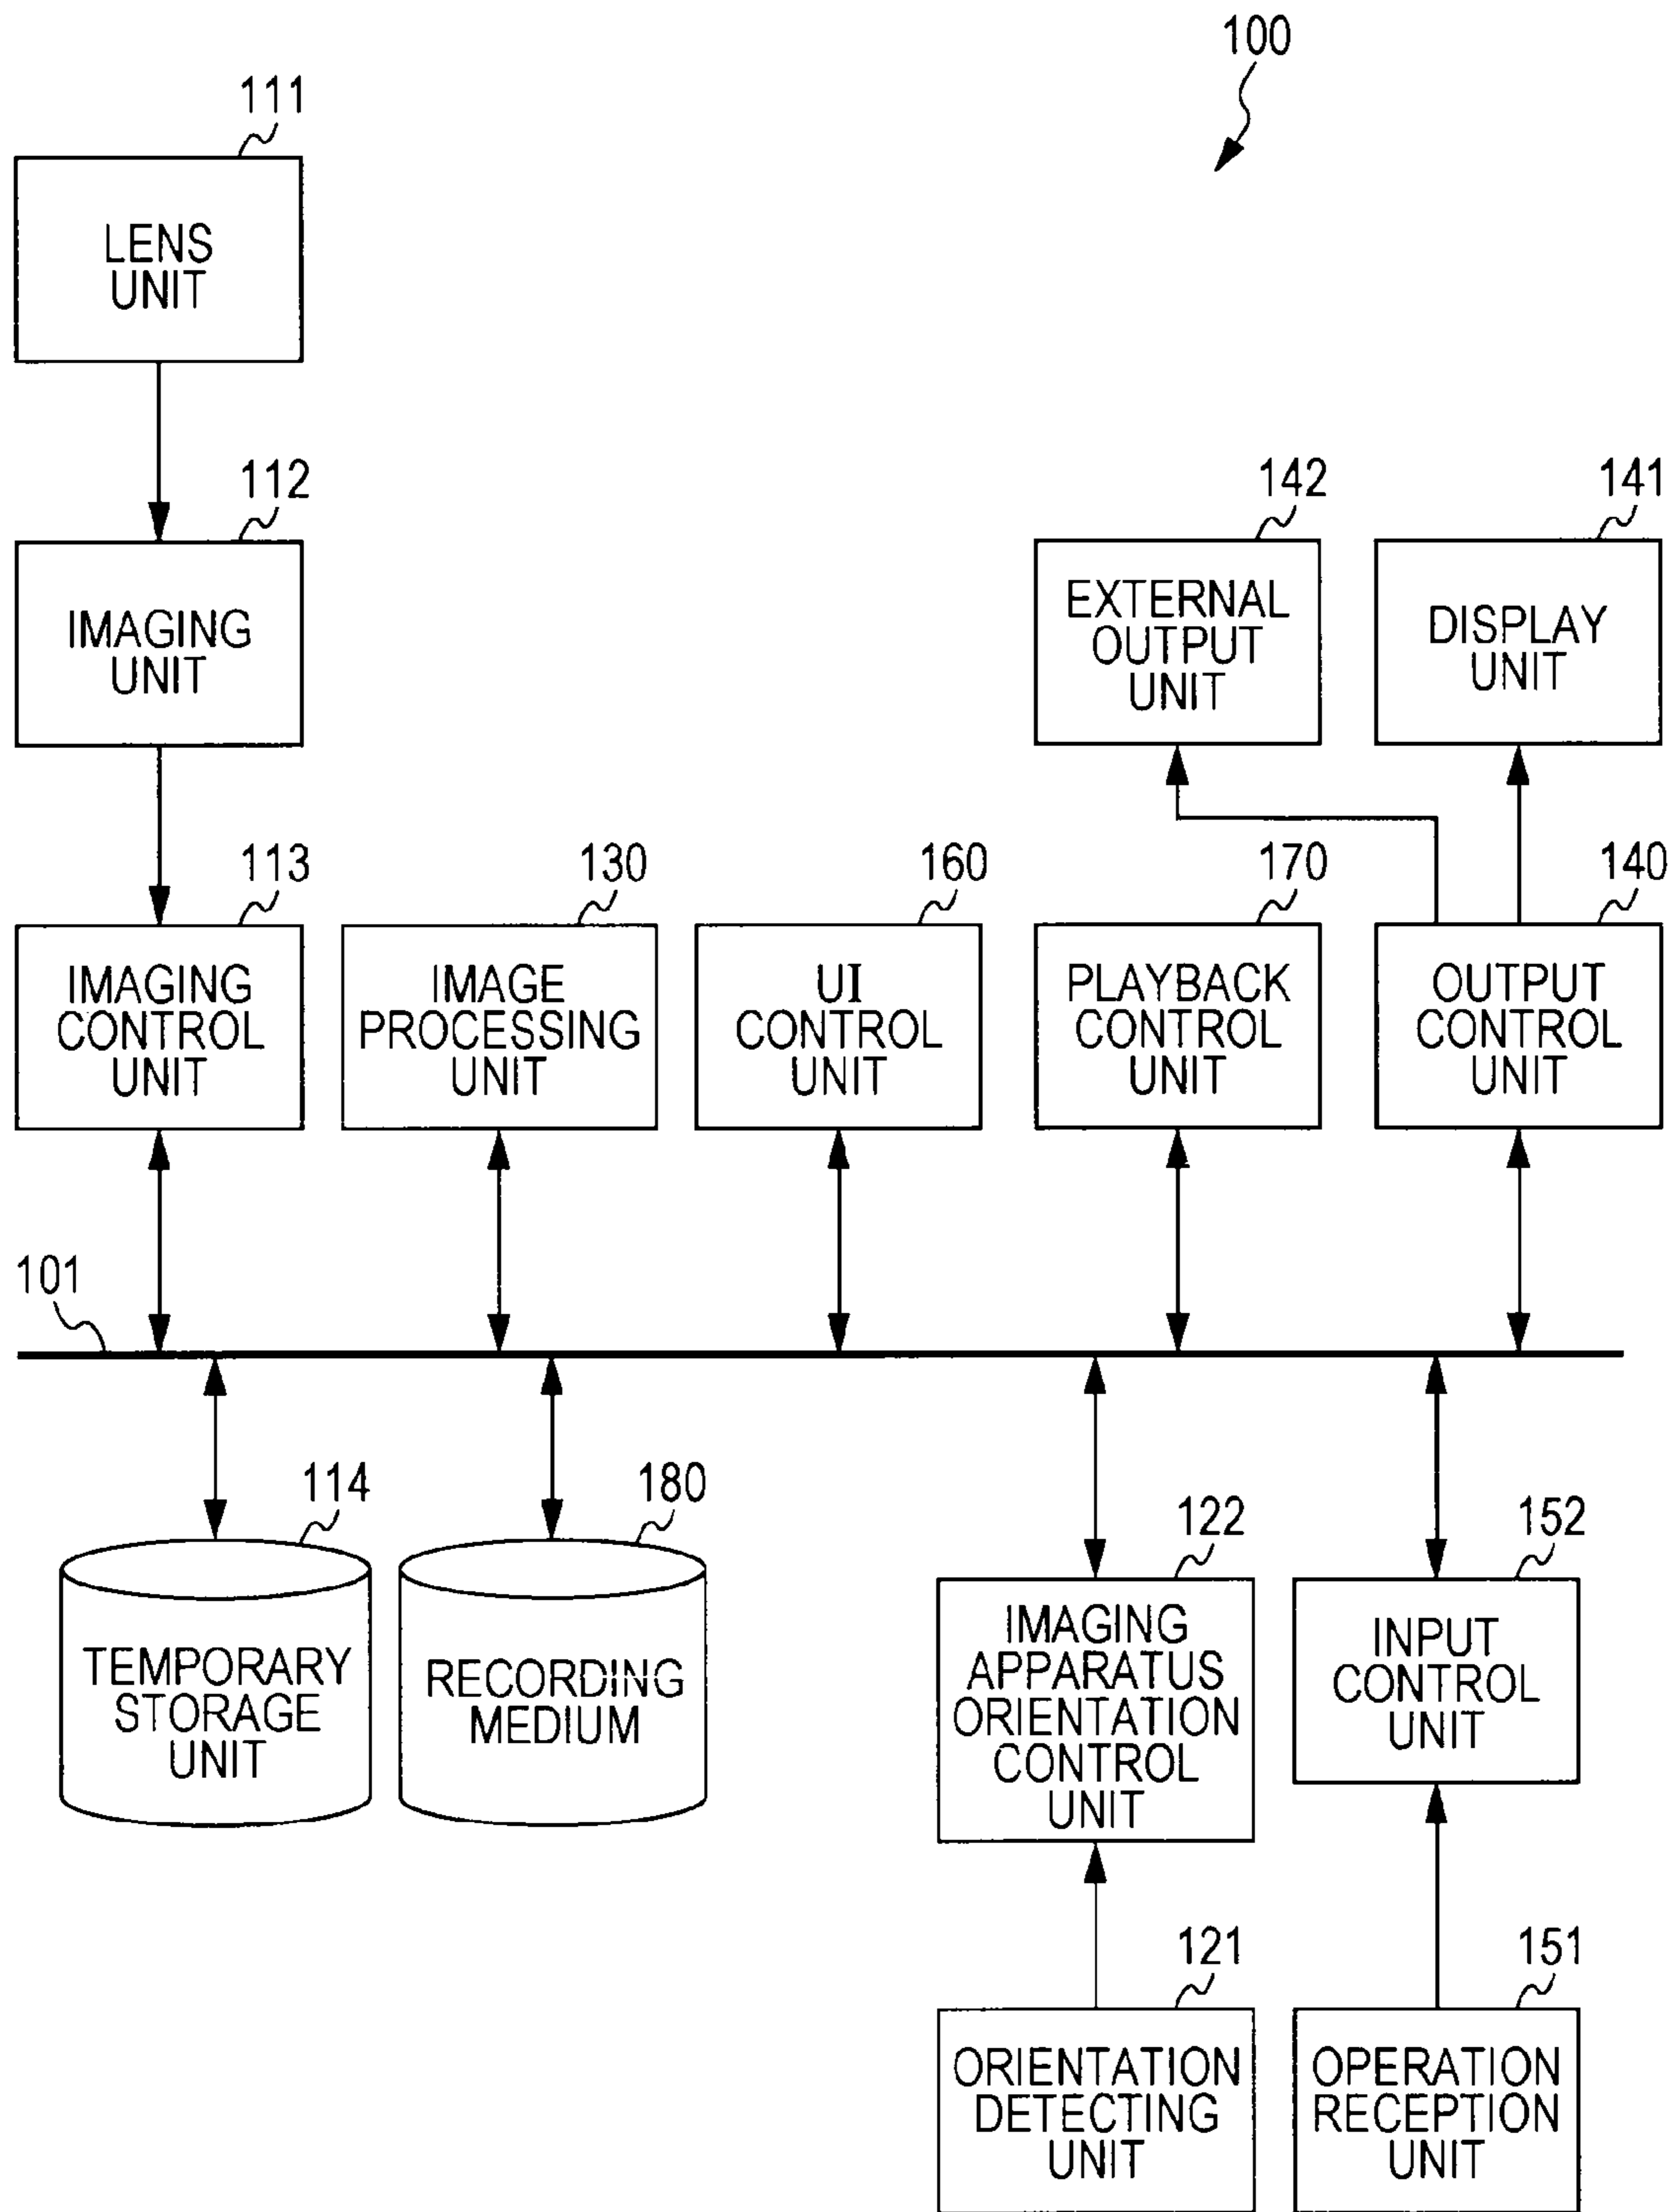 100
111
LENS
UNIT
112
IMAGING
UNIT
142
EXTERNAL
OUTPUT
UNIT
141
DISPLAY
UNIT
113
IMAGING
CONTROL
UNIT
130
IMAGE
PROCESSING
UNIT
160
UI
CONTROL
UNIT
170
PLAYBACK
CONTROL
UNIT
140
OUTPUT
CONTROL
UNIT
101
114
TEMPORARY
STORAGE
UNIT
180
RECORDING
MEDIUM
122
IMAGING
APPARATUS
ORIENTATION
CONTROL
UNIT
152
INPUT
CONTROL
UNIT
121
ORIENTATION
DETECTING
UNIT
151
OPERATION
RECEPTION
UNIT